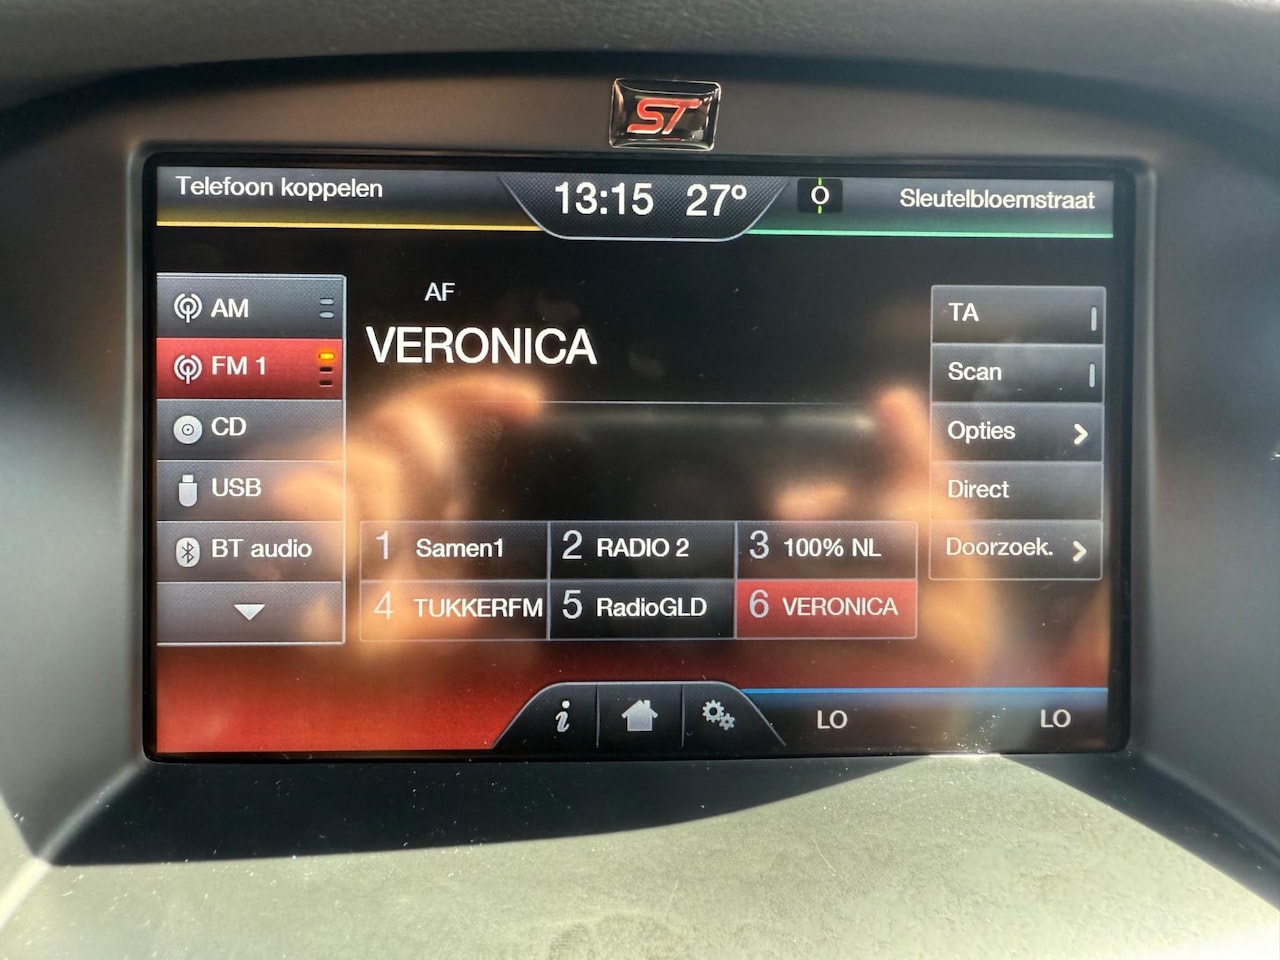 ST
Telefoon koppelen
13:15 27º
O
Sleutelbloemstraat
AM
FM 1
CD
USB
BT audio
AF
VERONICA
1 Samen1
2 RADIO 2
3 100% NL
4 TUKKERFM
5 RadioGLD
6 VERONICA
TA
Scan
Opties
Direct
Doorzoek.
i
LO
LO